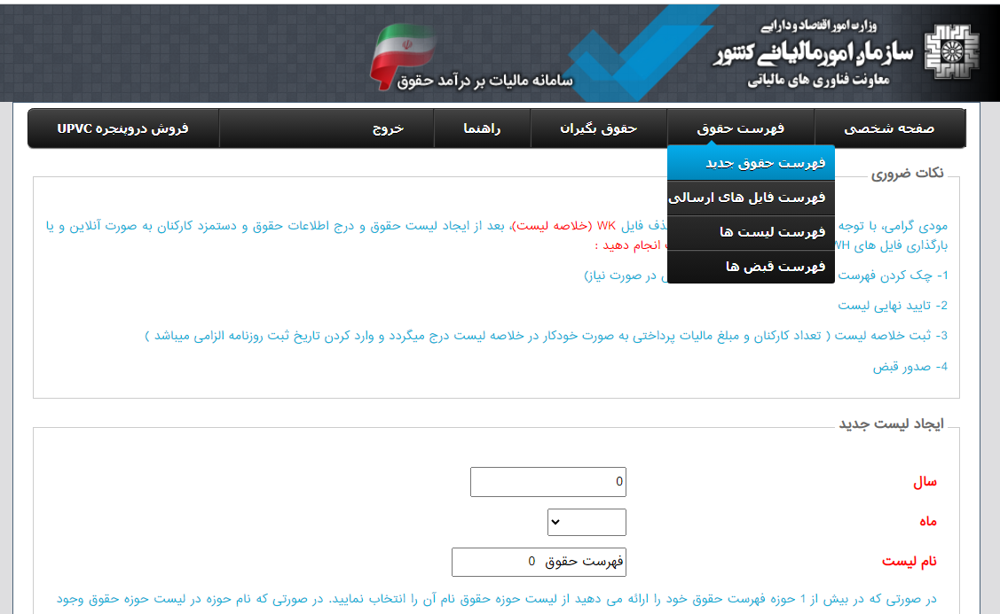 وزارت امور اقتصاد و دارایی
سازمان امور مالیاتی کشور
معاونت فناوری های مالیاتی
سامانه مالیات بر درآمد حقوق
صفحه شخصی
فهرست حقوق
حقوق بگیران
راهنما
خروج
فروش دروپنجره UPVC
فهرست حقوق جدید
فهرست فایل های ارسالی
فهرست لیست ها
فهرست قبض ها
نکات ضروری
مودی گرامی، با توجه حذف فایل WK (خلاصه لیست)، بعد از ایجاد لیست حقوق و درج اطلاعات حقوق و دستمزد کارکنان به صورت آنلاین و یا
بارگذاری فایل های WH انجام دهید :
1- چک کردن فهرست در صورت نیاز)
2- تایید نهایی لیست
3- ثبت خلاصه لیست ( تعداد کارکنان و مبلغ مالیات پرداختی به صورت خودکار در خلاصه لیست درج میگردد و وارد کردن تاریخ ثبت روزنامه الزامی میباشد )
4- صدور قبض
ایجاد لیست جدید
سال
0
ماه
نام لیست
فهرست حقوق 0
در صورتی که در بیش از 1 حوزه فهرست حقوق خود را ارائه می دهید از لیست حوزه حقوق نام آن را انتخاب نمایید. در صورتی که نام حوزه در لیست حوزه حقوق وجود